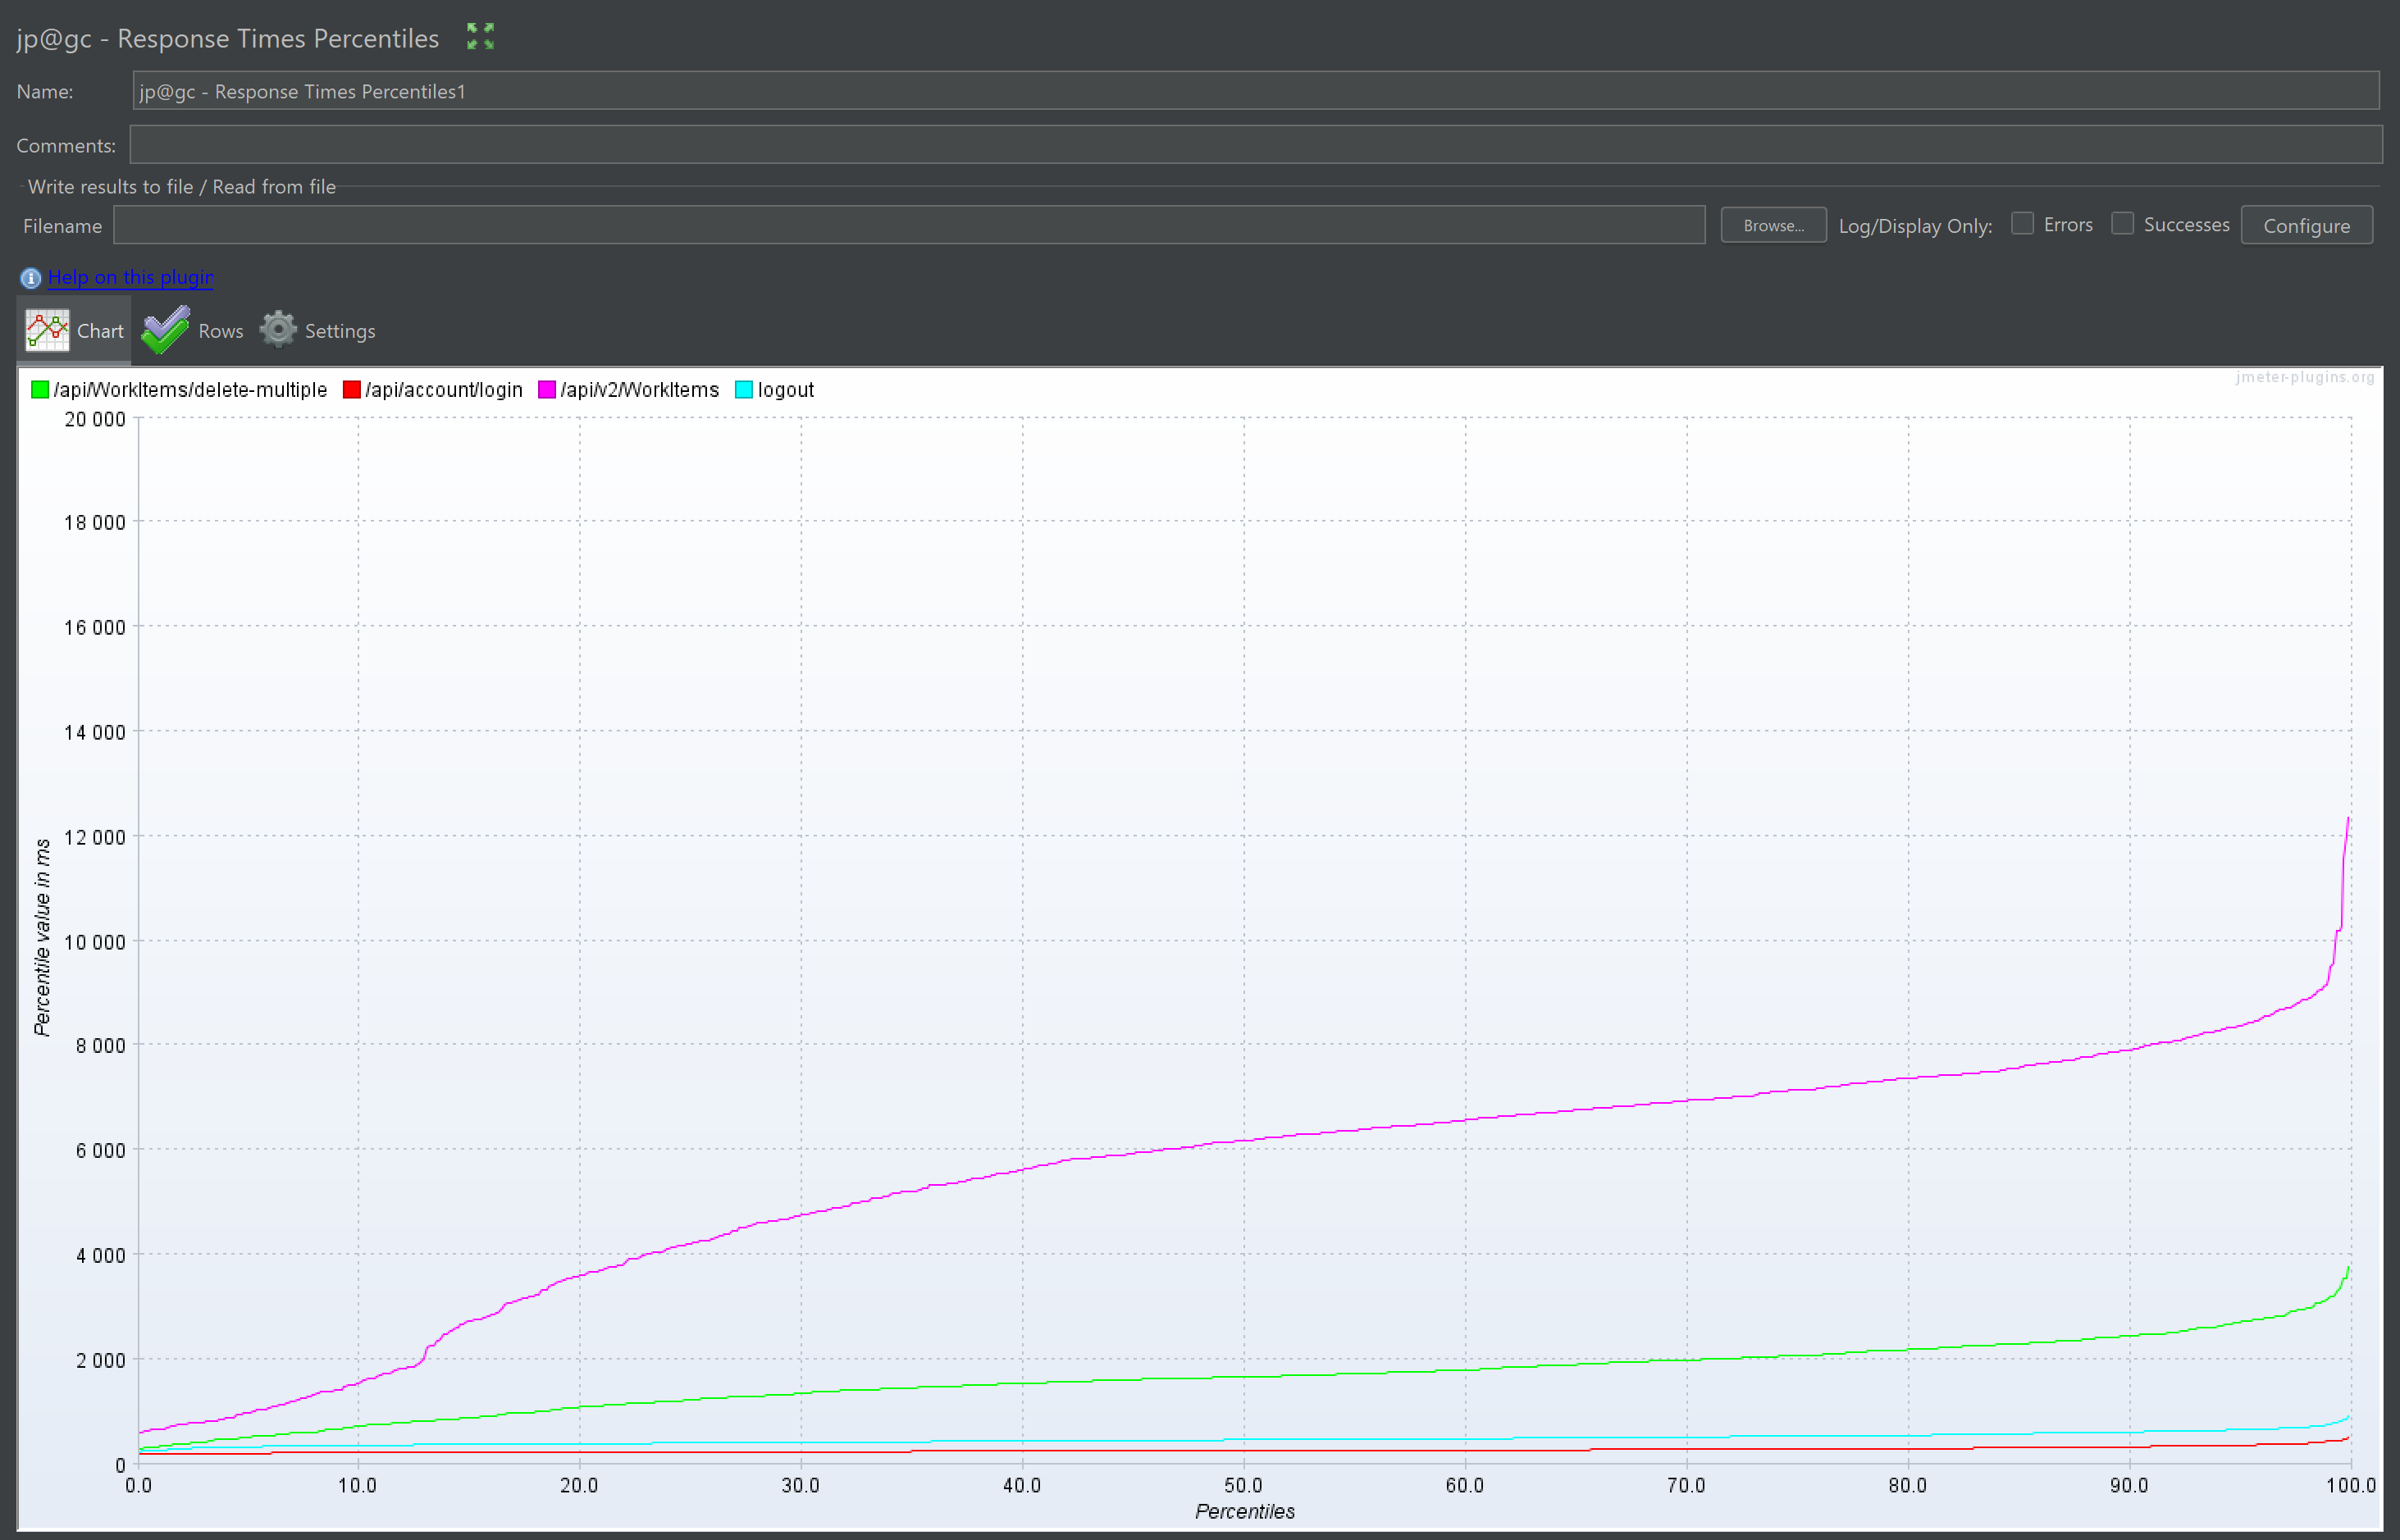 jp@gc - Response Times Percentiles
Name: jp@gc - Response Times Percentiles1
Comments:
Write results to file / Read from file
Filename Browse... Log/Display Only: Errors Successes Configure
Help on this plugin
Chart Rows Settings
jmeter-plugins.org
/api/WorkItems/delete-multiple /api/account/login /api/v2/WorkItems logout
20 000
18 000
16 000
14 000
12 000
10 000
8 000
6 000
4 000
2 000
0
Percentile value in ms
0.0 10.0 20.0 30.0 40.0 50.0 60.0 70.0 80.0 90.0 100.0
Percentiles